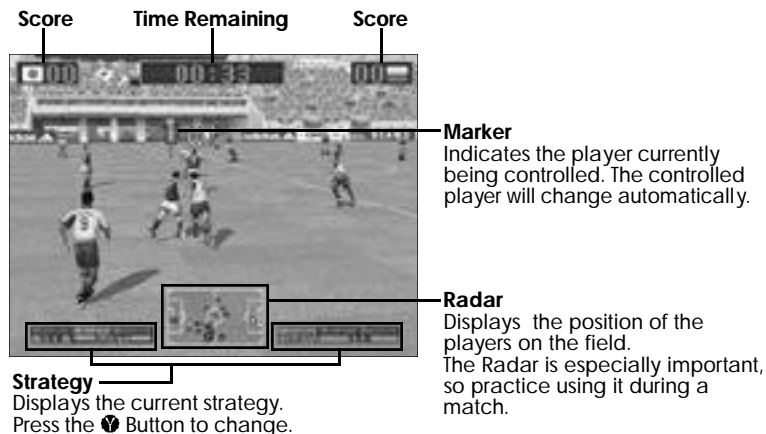 Score
Time Remaining
Score
00
00:33
00
Marker
Indicates the player currently
being controlled. The controlled
player will change automatically.
9
Radar
Displays the position of the
players on the field.
The Radar is especially important,
so practice using it during a
match.
Strategy
Displays the current strategy.
Press the Y Button to change.